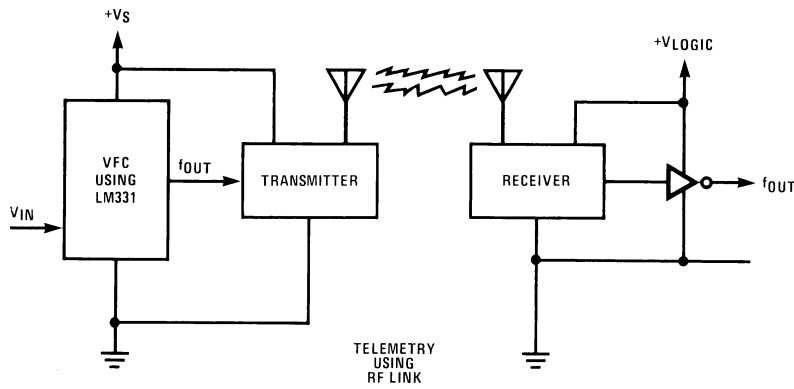 +VS
+VLOGIC
VFC
USING
LM331
fOUT
TRANSMITTER
RECEIVER
fOUT
VIN
TELEMETRY
USING
RF LINK